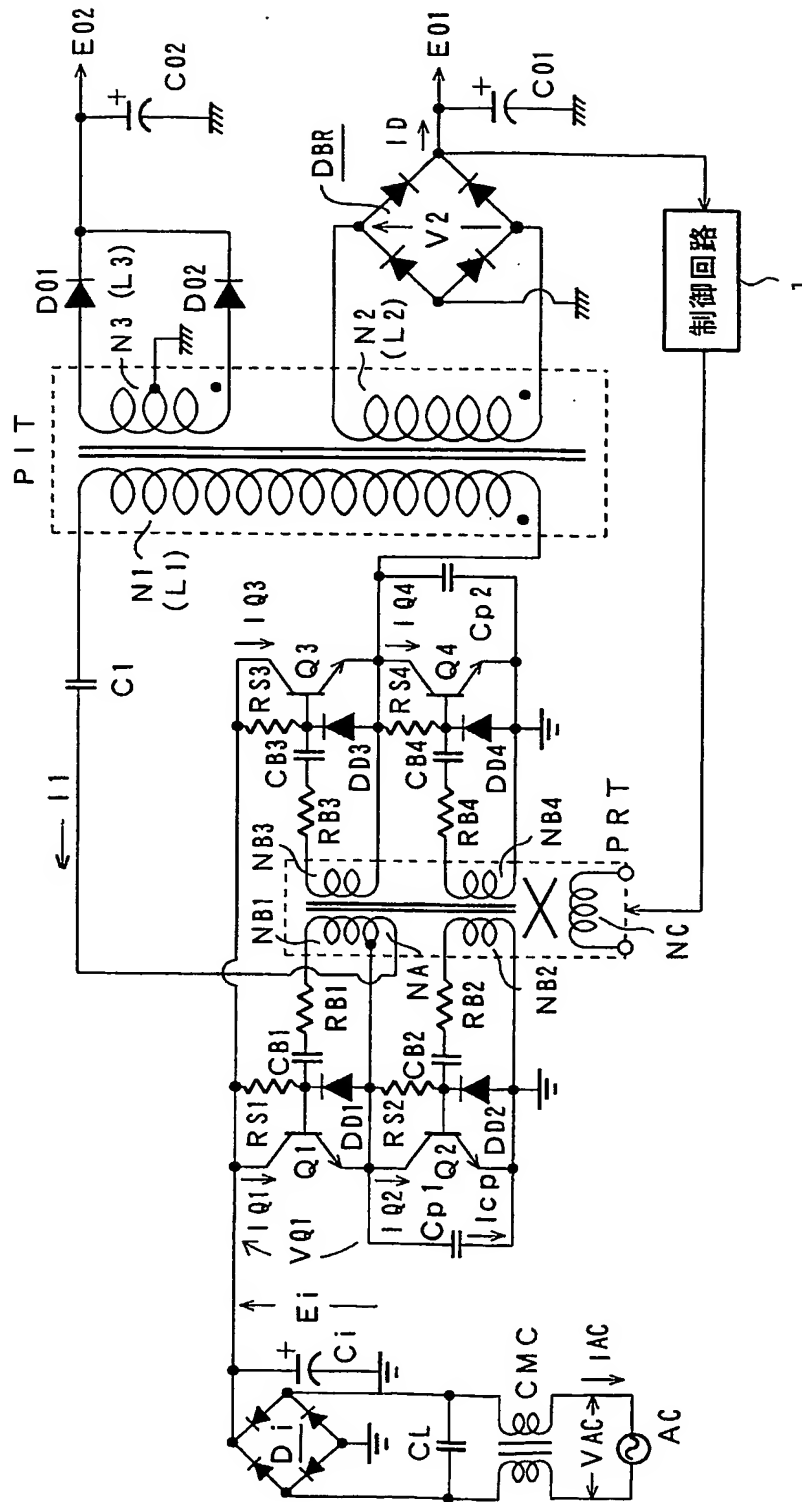 E02
C02
+
D01
D02
N3 (L3)
PIT
N1
(L1)
N2
(L2)
DBR
V2
ID
E01
C01
+
制御回路
1
C1
I1
IQ3
Q3
RS3
CB3
RB3
DD3
NB3
IQ4
Q4
RS4
CB4
RB4
DD4
NB4
Cp2
PRT
NC
NB1
NA
NB2
RB1
CB1
RS1
DD1
Q1
IQ1
VQ1
RB2
CB2
RS2
DD2
Q2
IQ2
Cp1
Icp
Ei
Ci
+
Di
CL
CMC
VAC
IAC
AC